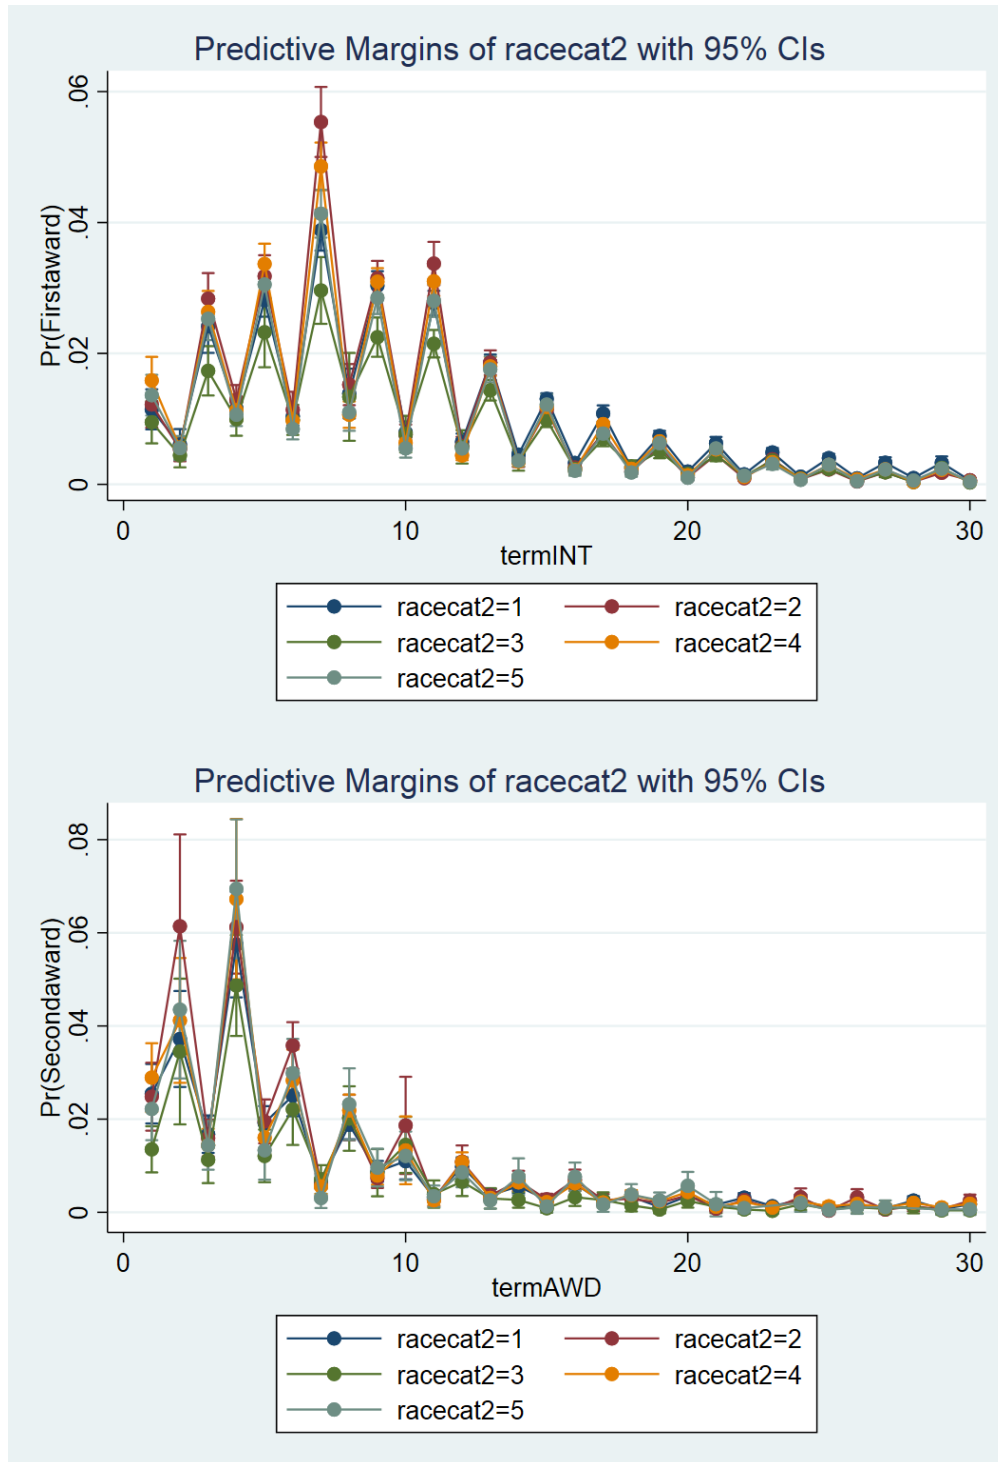 Predictive Margins of racecat2 with 95% CIs
Pr(Firstaward)
.06
.04
.02
0
0 10 20 30
termINT
racecat2=1 racecat2=2
racecat2=3 racecat2=4
racecat2=5
Predictive Margins of racecat2 with 95% CIs
Pr(Secondaward)
.08
.06
.04
.02
0
0 10 20 30
termAWD
racecat2=1 racecat2=2
racecat2=3 racecat2=4
racecat2=5